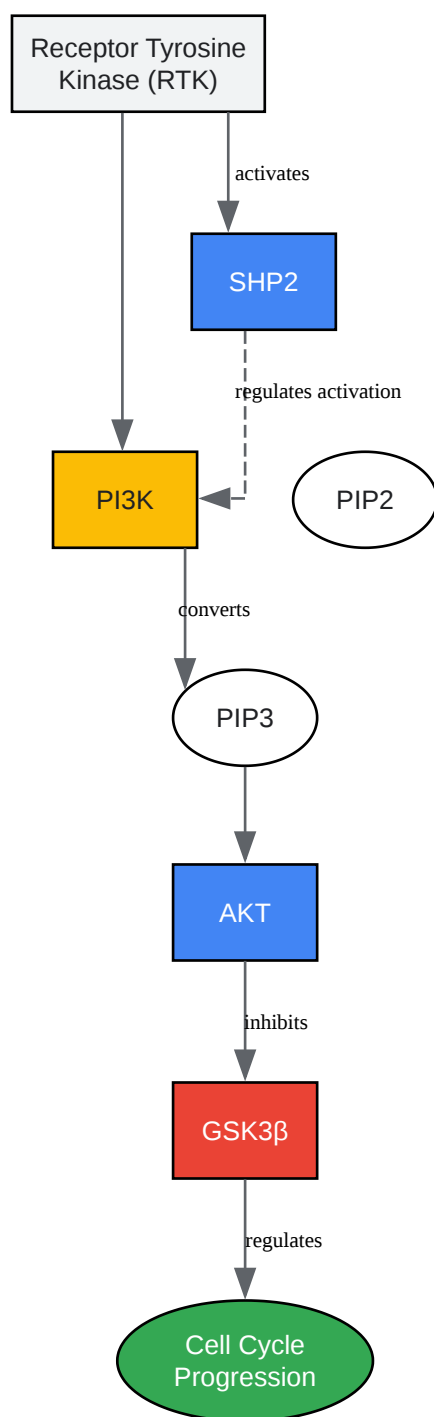 Receptor Tyrosine
Kinase (RTK)
activates
SHP2
regulates activation
PI3K
PIP2
converts
PIP3
AKT
inhibits
GSK3β
regulates
Cell Cycle
Progression